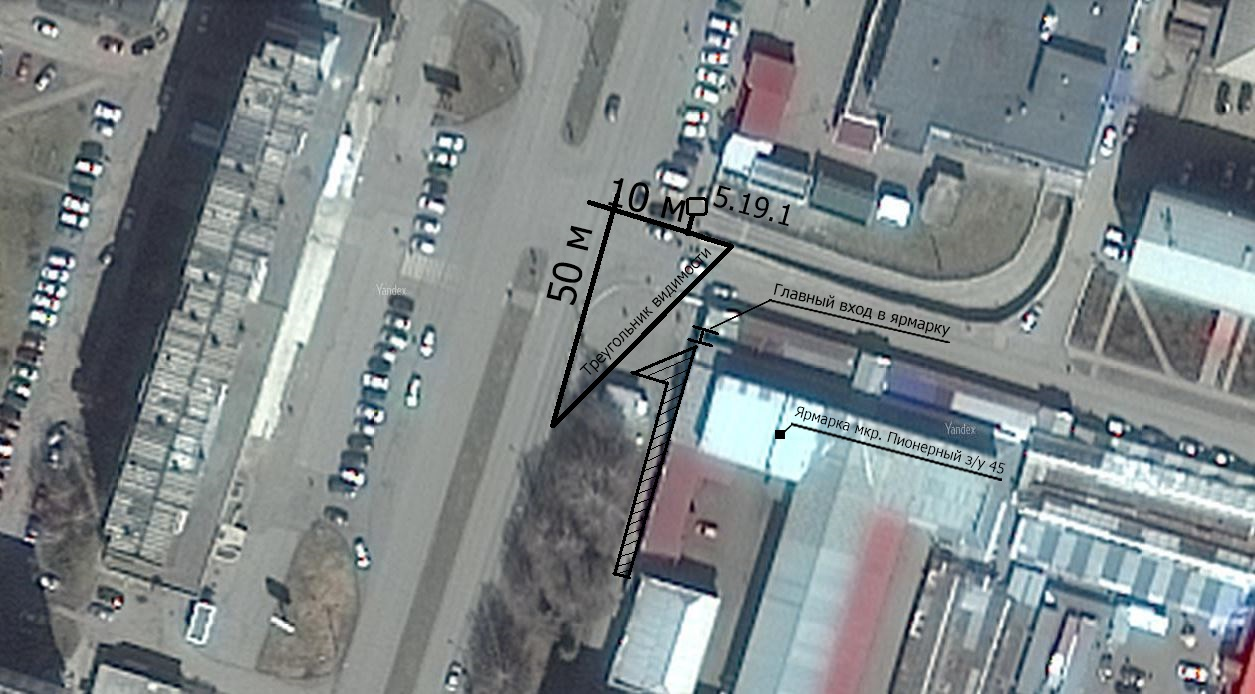 10 м
5.19.1
50 м
Треугольник видимости
Yandex
Главный вход в ярмарку
Ярмарка мкр. Пионерный з/у 45
Yandex